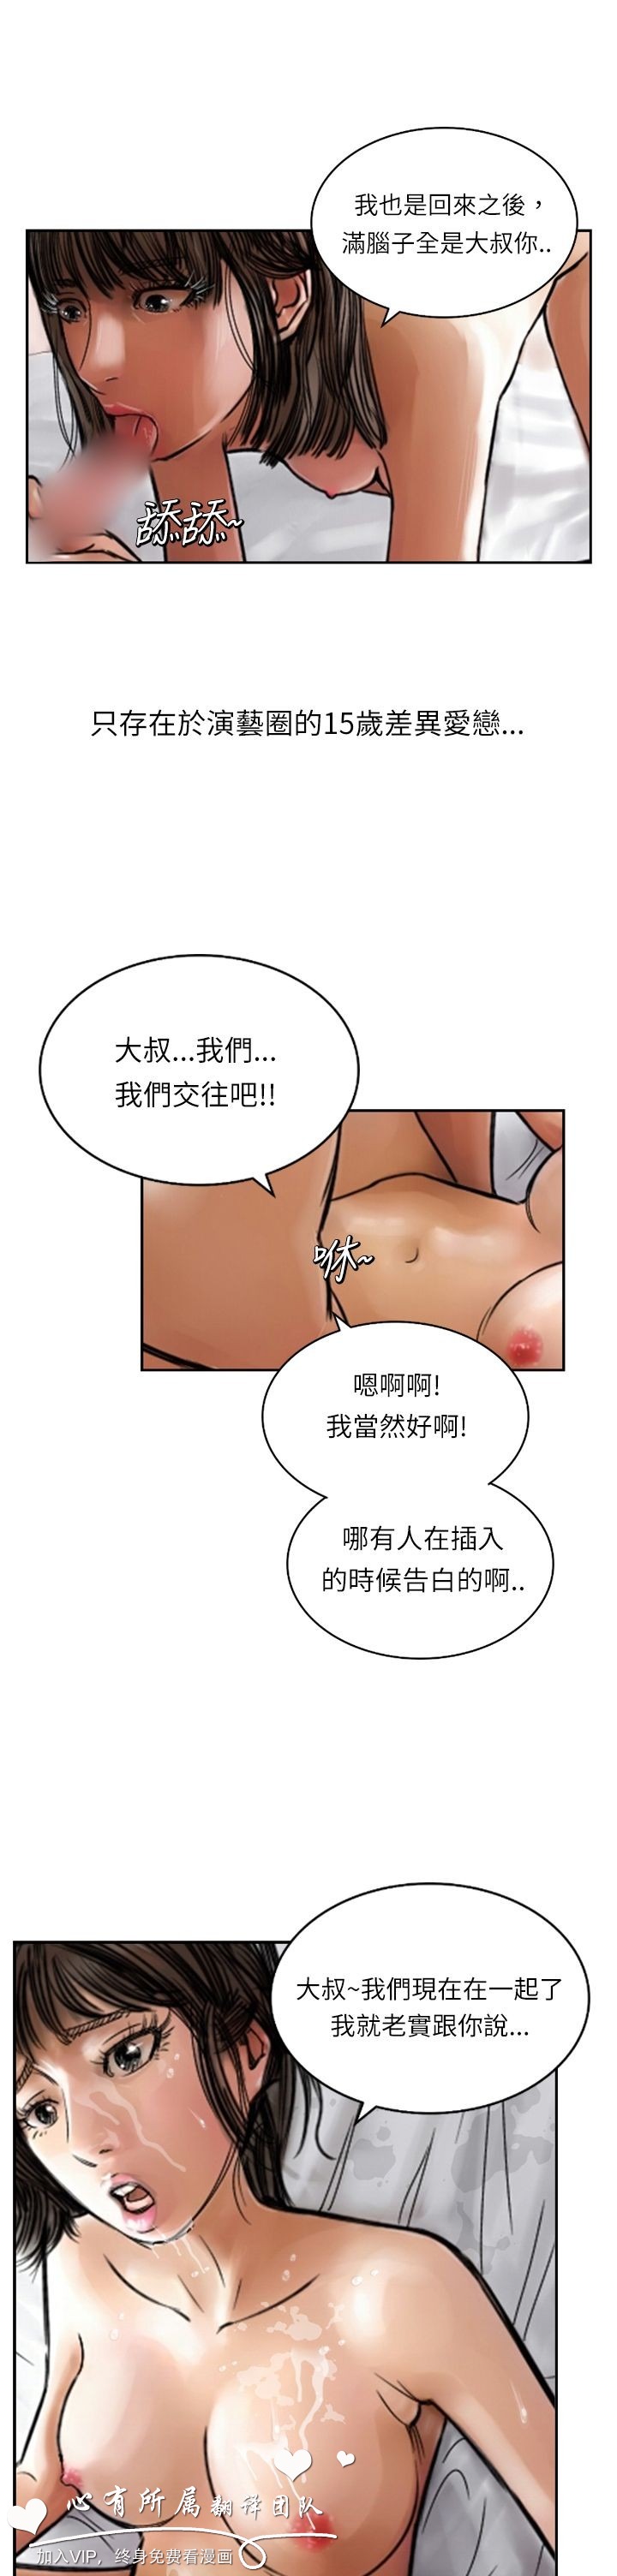 我也是回來之後，
滿腦子全是大叔你..
舔舔~
只存在於演藝圈的15歲差異愛戀...
大叔...我們...
我們交往吧!!
咻~
嗯啊啊!
我當然好啊!
哪有人在插入
的時候告白的啊..
大叔~我們現在在一起了
我就老實跟你說...
心有所属翻译团队
加入VIP，终身免费看漫画